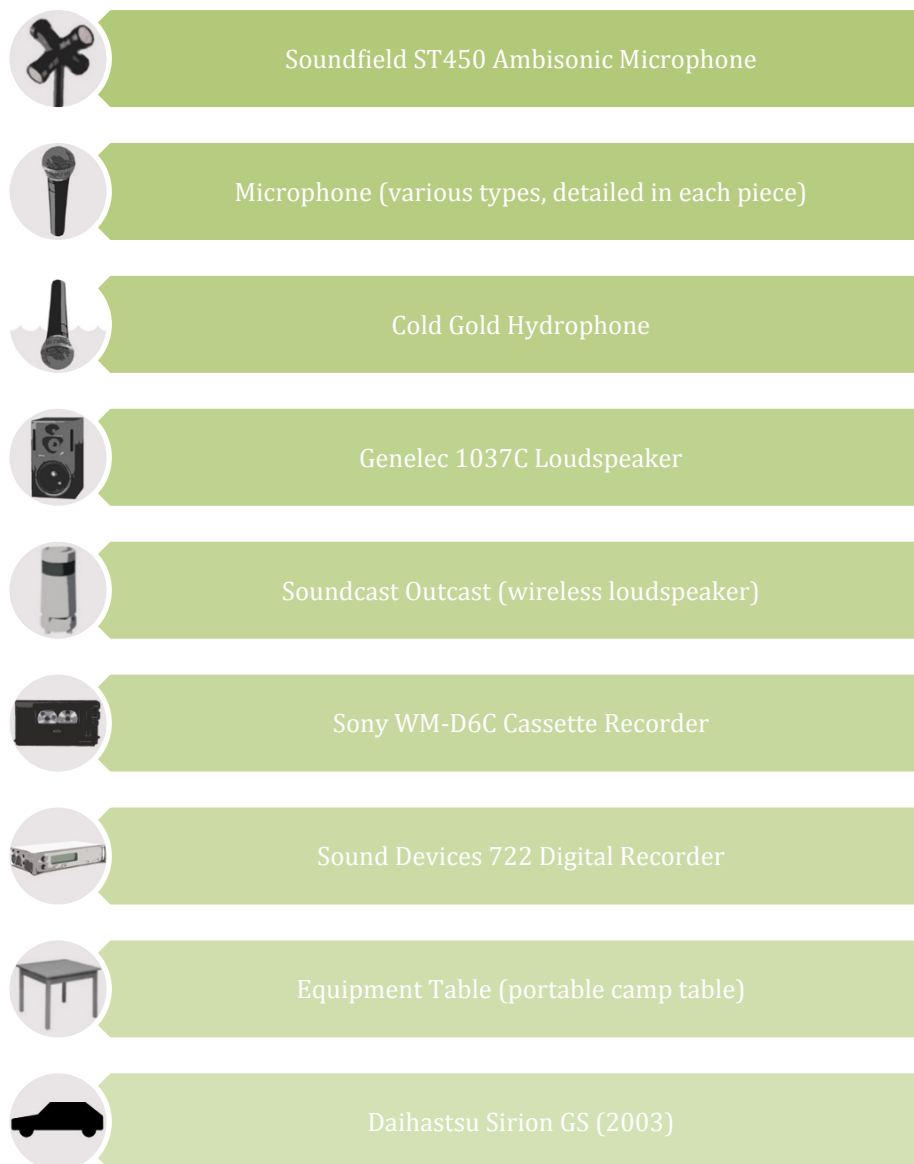 Soundfield ST450 Ambisonic Microphone
Microphone (various types, detailed in each piece)
Cold Gold Hydrophone
Genelec 1037C Loudspeaker
Soundcast Outcast (wireless loudspeaker)
Sony WM-D6C Cassette Recorder
Sound Devices 722 Digital Recorder
Equipment Table (portable camp table)
Daihastsu Sirion GS (2003)